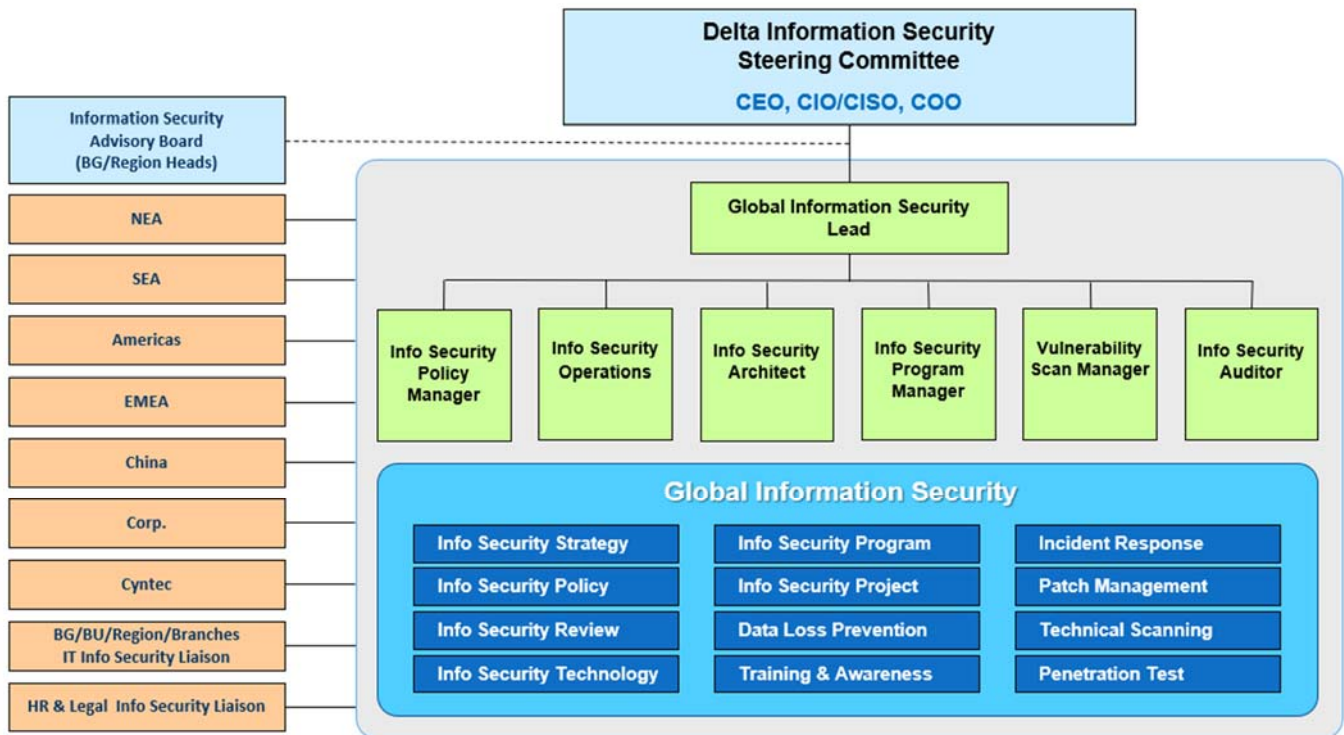 Delta Information Security
Steering Committee
CEO, CIO/CISO, COO
Information Security
Advisory Board
(BG/Region Heads)
NEA
SEA
Americas
EMEA
China
Corp.
Cyntec
BG/BU/Region/Branches
IT Info Security Liaison
HR & Legal Info Security Liaison
Global Information Security
Lead
Info Security
Policy
Manager
Info Security
Operations
Info Security
Architect
Info Security
Program
Manager
Vulnerability
Scan Manager
Info Security
Auditor
Global Information Security
Info Security Strategy
Info Security Policy
Info Security Review
Info Security Technology
Info Security Program
Info Security Project
Data Loss Prevention
Training & Awareness
Incident Response
Patch Management
Technical Scanning
Penetration Test